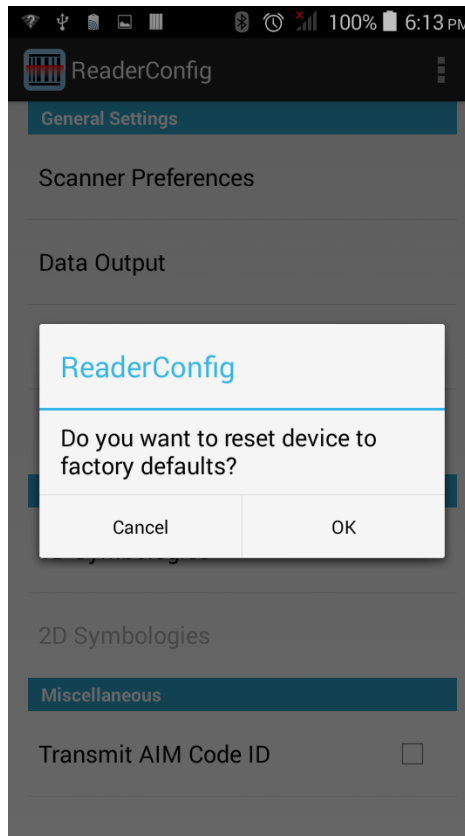 100% 6:13 PM
ReaderConfig
General Settings
Scanner Preferences
Data Output
ReaderConfig
Do you want to reset device to
factory defaults?
Cancel OK
2D Symbologies
Miscellaneous
Transmit AIM Code ID